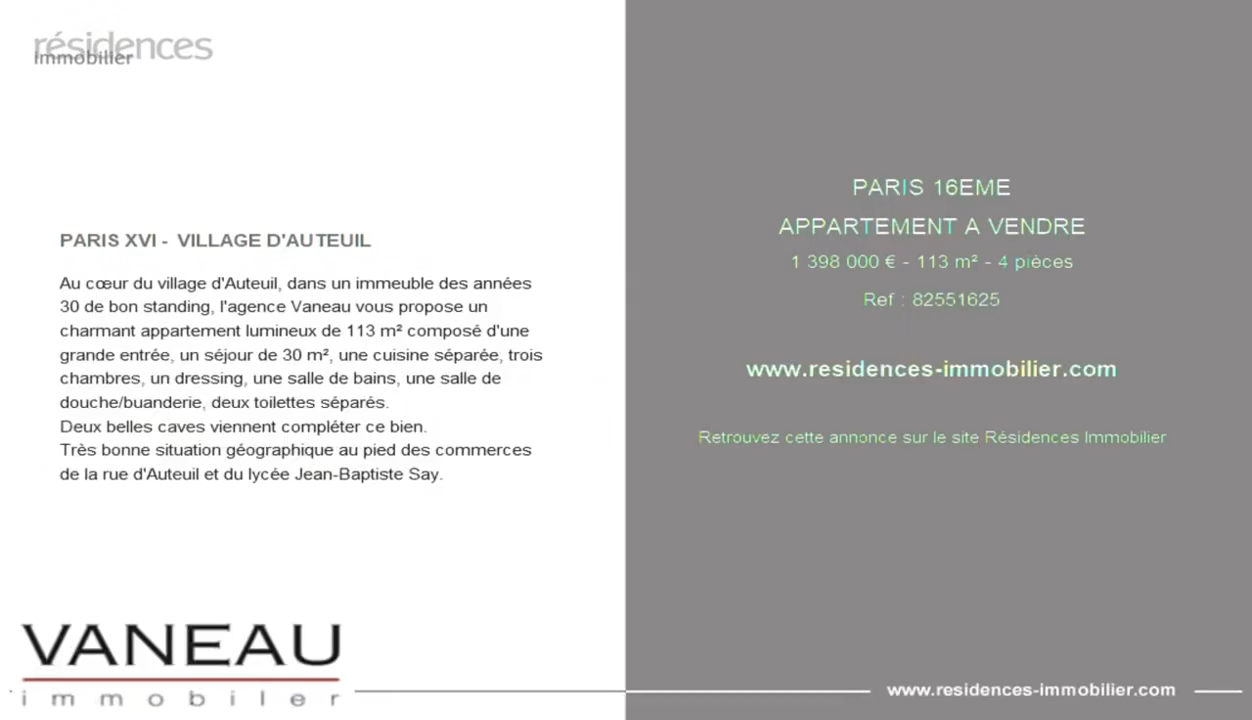 résidences
Immobilier
PARIS XVI - VILLAGE D'AUTEUIL
Au cœur du village d'Auteuil, dans un immeuble des années
30 de bon standing, l'agence Vaneau vous propose un
charmant appartement lumineux de 113 m² composé d'une
grande entrée, un séjour de 30 m², une cuisine séparée, trois
chambres, un dressing, une salle de bains, une salle de
douche/buanderie, deux toilettes séparés.
Deux belles caves viennent compléter ce bien.
Très bonne situation géographique au pied des commerces
de la rue d'Auteuil et du lycée Jean-Baptiste Say.
VANEAU
immobilier
PARIS 16EME
APPARTEMENT A VENDRE
1 398 000 € - 113 m² - 4 pièces
Ref : 82551625
www.residences-immobilier.com
Retrouvez cette annonce sur le site Résidences Immobilier
www.residences-immobilier.com